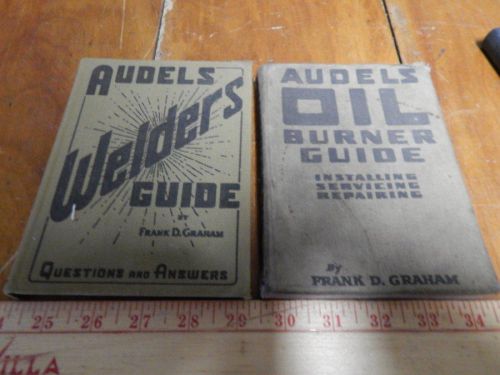 AUDELS
Welders
GUIDE
BY
FRANK D. GRAHAM
QUESTIONS AND ANSWERS
AUDELS
OIL
BURNER
GUIDE
INSTALLING
SERVICING
REPAIRING
By
FRANK D. GRAHAM
25 26 27 28 29 30 31 32 33 34
VILLA